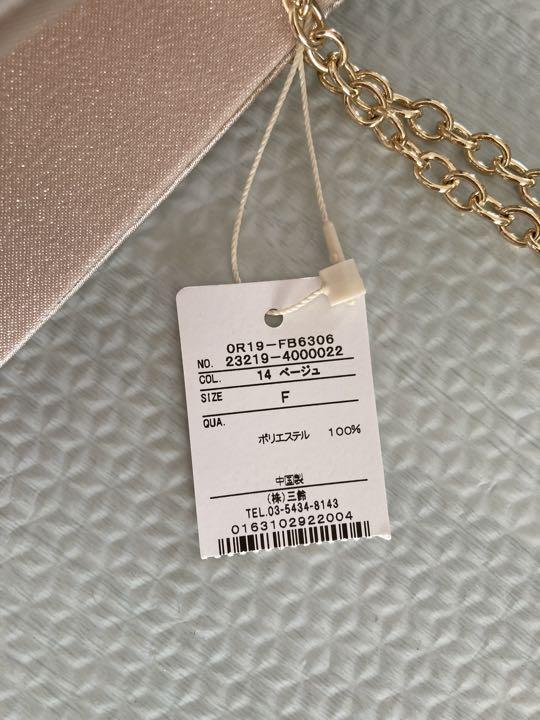 0R19-FB6306
NO. 23219-4000022
COL. 14 ベージュ
SIZE F
QUA.
ポリエステル 100%
中国製
(株)三鈴
TEL.03-5434-8143
0163102922004